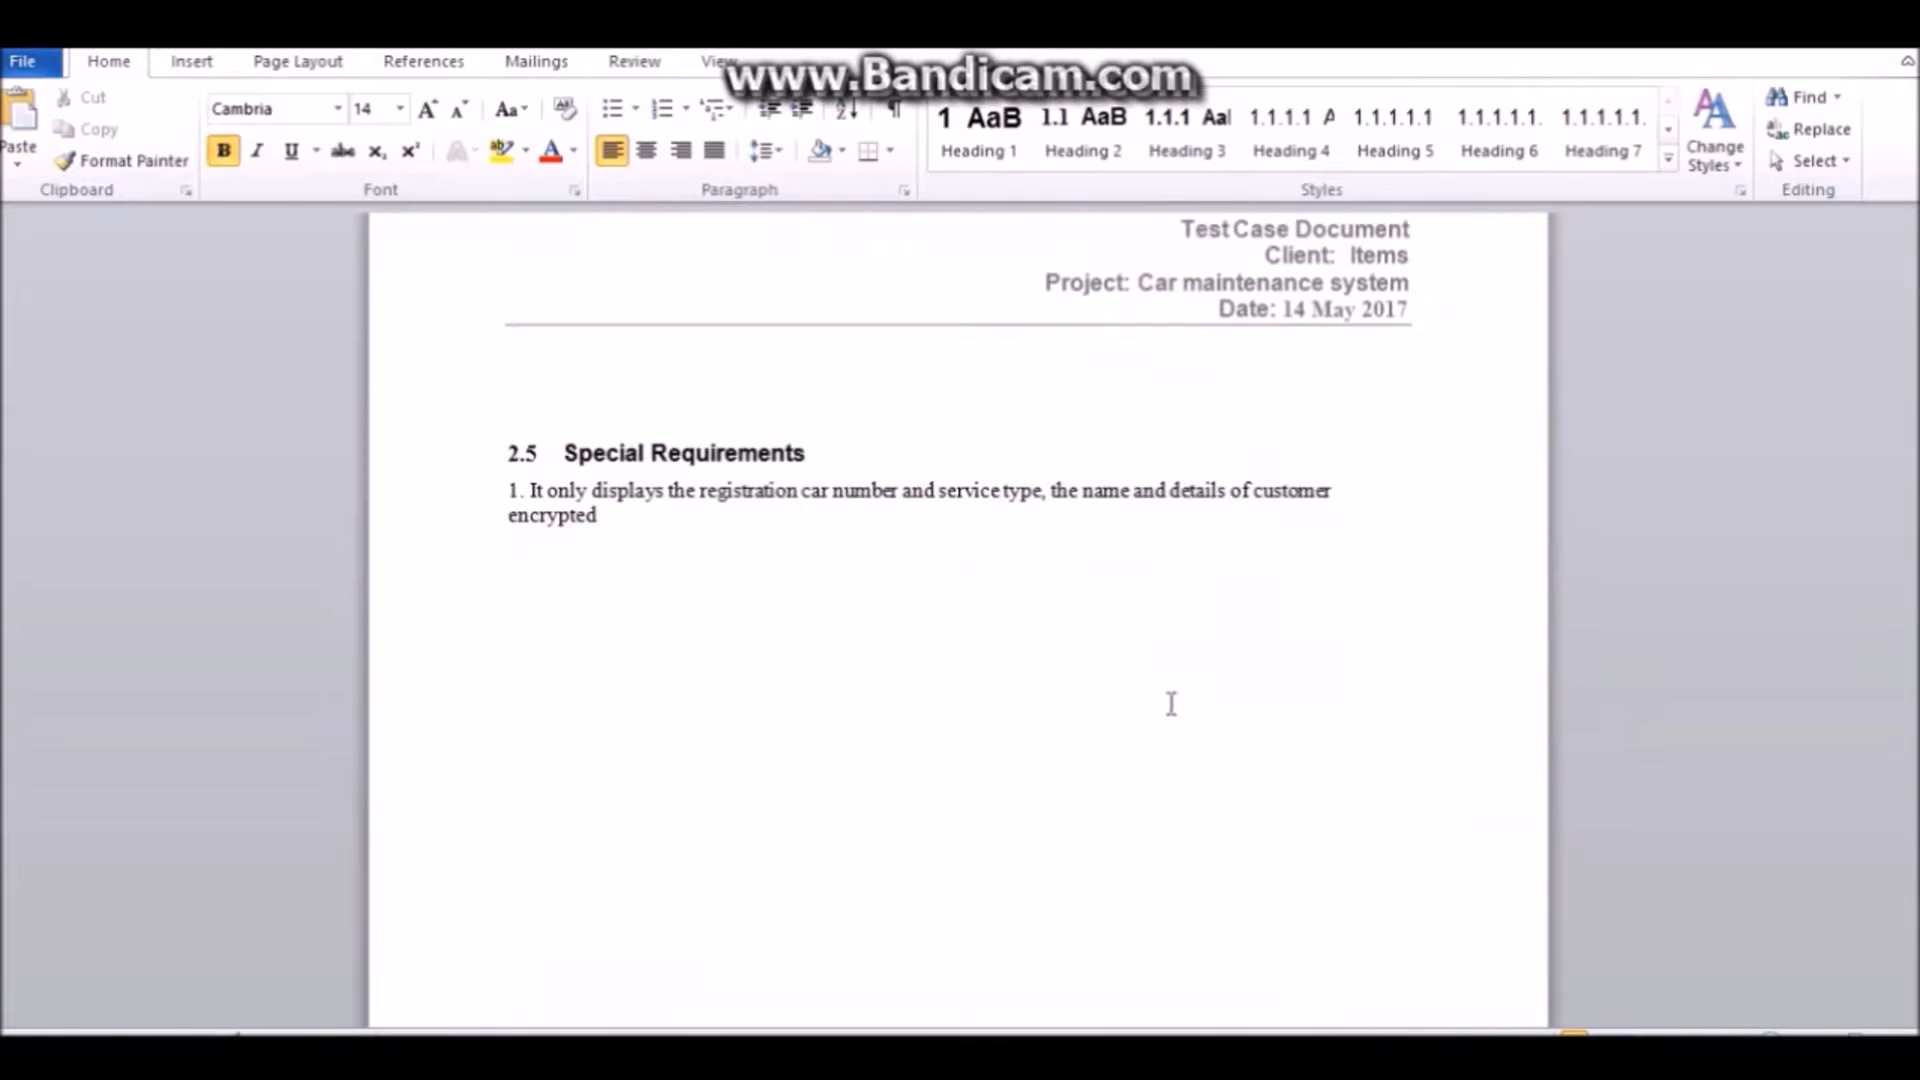 www.Bandicam.com
File Home Insert Page Layout References Mailings Review View
Cut
Copy
Paste
Format Painter
Clipboard
Cambria 14
Aa
B I U abc x₂ x²
Font
Paragraph
1 AaB 1.1 AaB 1.1.1 Aal 1.1.1.1 A 1.1.1.1.1 1.1.1.1.1. 1.1.1.1.1.
Heading 1 Heading 2 Heading 3 Heading 4 Heading 5 Heading 6 Heading 7
Styles
Change
Styles
Find
Replace
Select
Editing
Test Case Document
Client: Items
Project: Car maintenance system
Date: 14 May 2017
2.5 Special Requirements
1. It only displays the registration car number and service type, the name and details of customer
encrypted